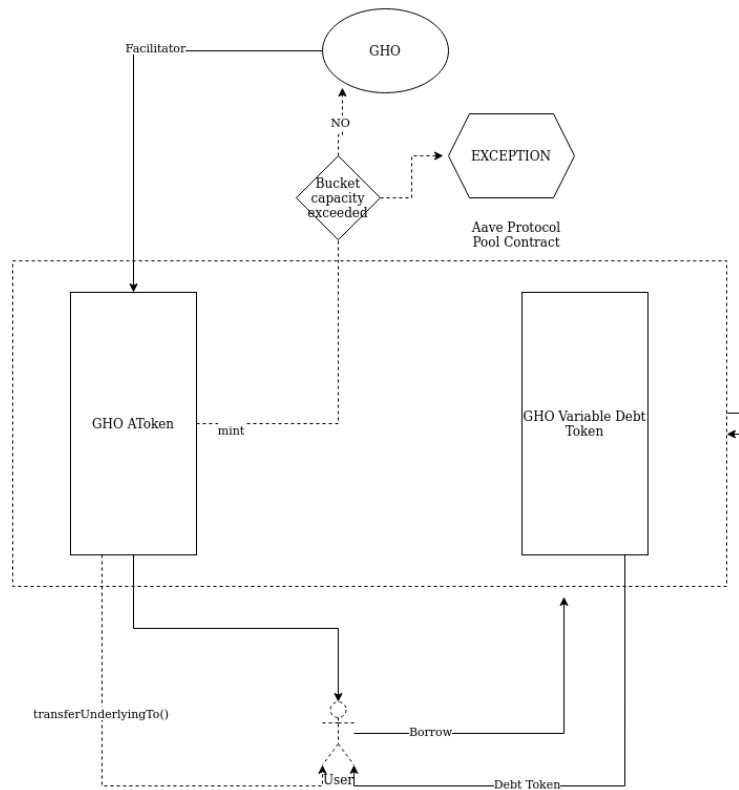 Facilitator
GHO
NO
EXCEPTION
Bucket
capacity
exceeded
Aave Protocol
Pool Contract
GHO AToken
mint
GHO Variable Debt
Token
transferUnderlyingTo()
Borrow
User
Debt Token